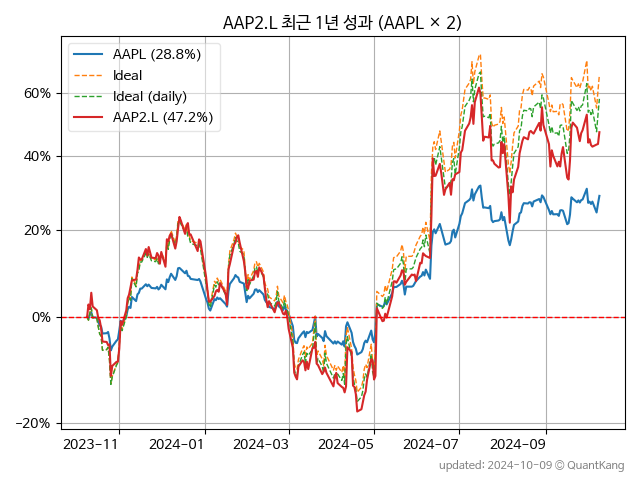 AAP2.L 최근 1년 성과 (AAPL × 2)
AAPL (28.8%)
Ideal
Ideal (daily)
AAP2.L (47.2%)
60%
40%
20%
0%
−20%
2023-11
2024-01
2024-03
2024-05
2024-07
2024-09
updated: 2024-10-09 @ QuantKang